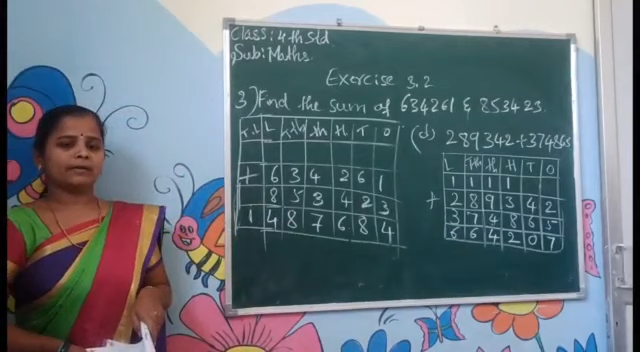 Class: 4th Std
Sub: Maths.
Exercise 3.2
3) Find the sum of 634261 & 853423.
T.L L T.Th Th H T O
+ 6 3 4 2 6 1
8 5 3 4 2 3
1 4 8 7 6 8 4
(d) 289342+374865
L T.Th Th H T O
1 1 1 1
+ 2 8 9 3 4 2
3 7 4 8 6 5
6 6 4 2 0 7